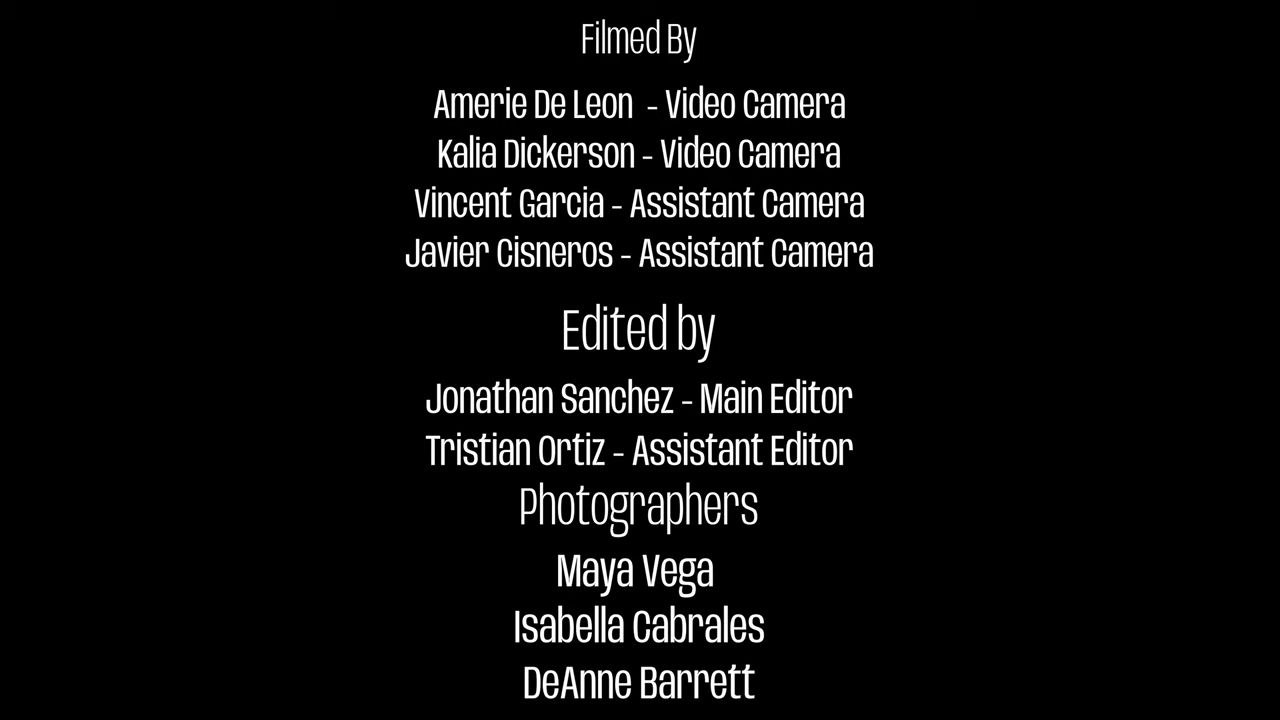 Filmed By
Amerie De Leon - Video Camera
Kalia Dickerson - Video Camera
Vincent Garcia - Assistant Camera
Javier Cisneros - Assistant Camera
Edited by
Jonathan Sanchez - Main Editor
Tristian Ortiz - Assistant Editor
Photographers
Maya Vega
Isabella Cabrales
DeAnne Barrett